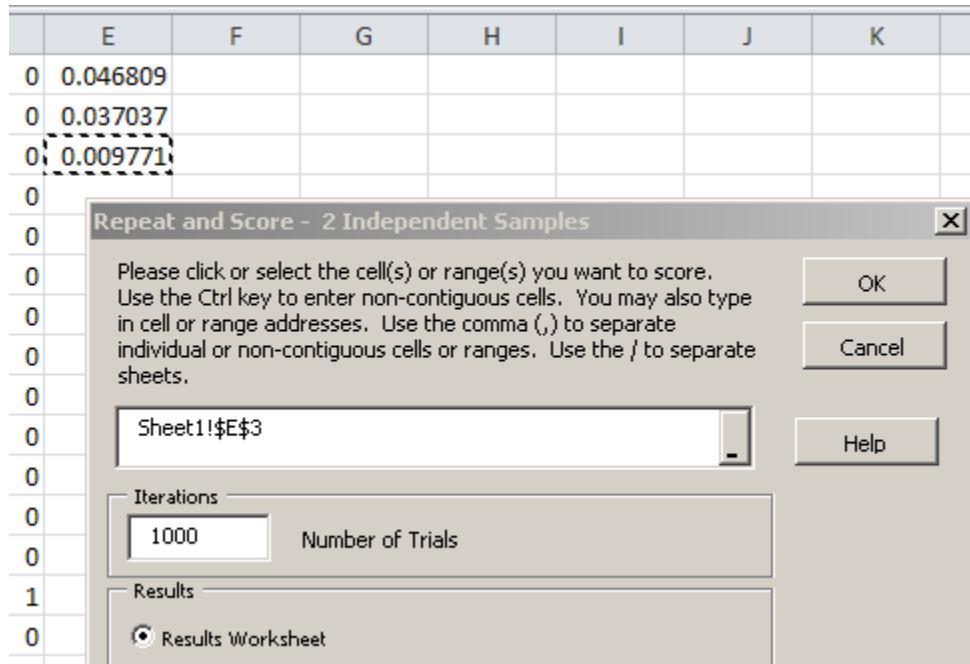 E F G H I J K
0 0.046809
0 0.037037
0 0.009771
0
Repeat and Score - 2 Independent Samples
0
0
Please click or select the cell(s) or range(s) you want to score.
OK
Use the Ctrl key to enter non-contiguous cells. You may also type
0
in cell or range addresses. Use the comma (,) to separate
individual or non-contiguous cells or ranges. Use the / to separate
Cancel
0
sheets.
0
Sheet1!$E$3
0
Help
0
Iterations
0
1000 Number of Trials
0
Results
1
0
Results Worksheet